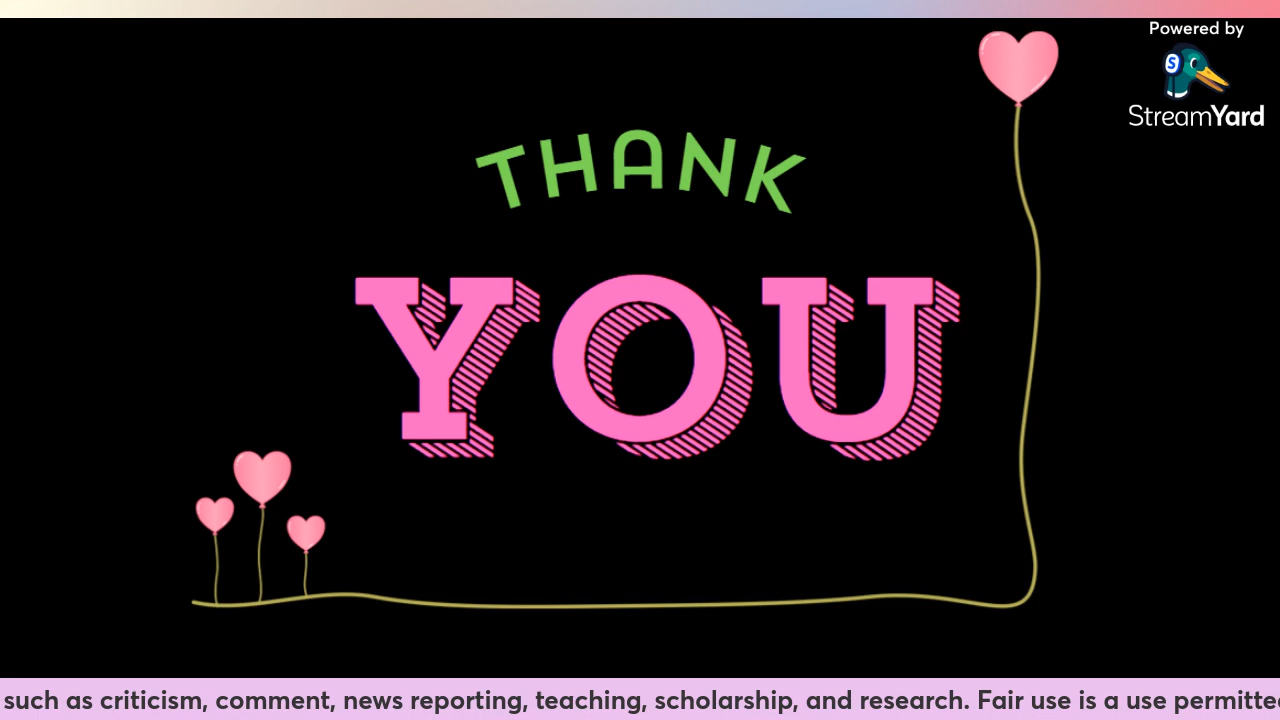 Powered by
S
StreamYard
THANK
YOU
such as criticism, comment, news reporting, teaching, scholarship, and research. Fair use is a use permitted